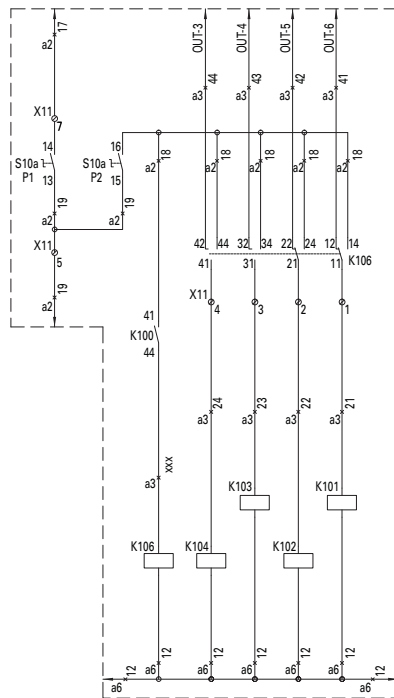 17
a2
X11
7
14
S10a
P1
13
19
a2
X11
5
19
a2
16
S10a
P2
15
19
a2
OUT-3
OUT-4
OUT-5
OUT-6
44
a3
43
a3
42
a3
41
a3
18
a2
18
a2
18
a2
18
a2
18
a2
42 44
32 34
22 24
12 14
41
31
21
11
K106
X11
4
3
2
1
41
K100
44
24
a3
23
a3
22
a3
21
a3
xxx
a3
K103
K101
K106
K104
K102
12
a6
12
a6
12
a6
12
a6
12
a6
12
a6
12
a6